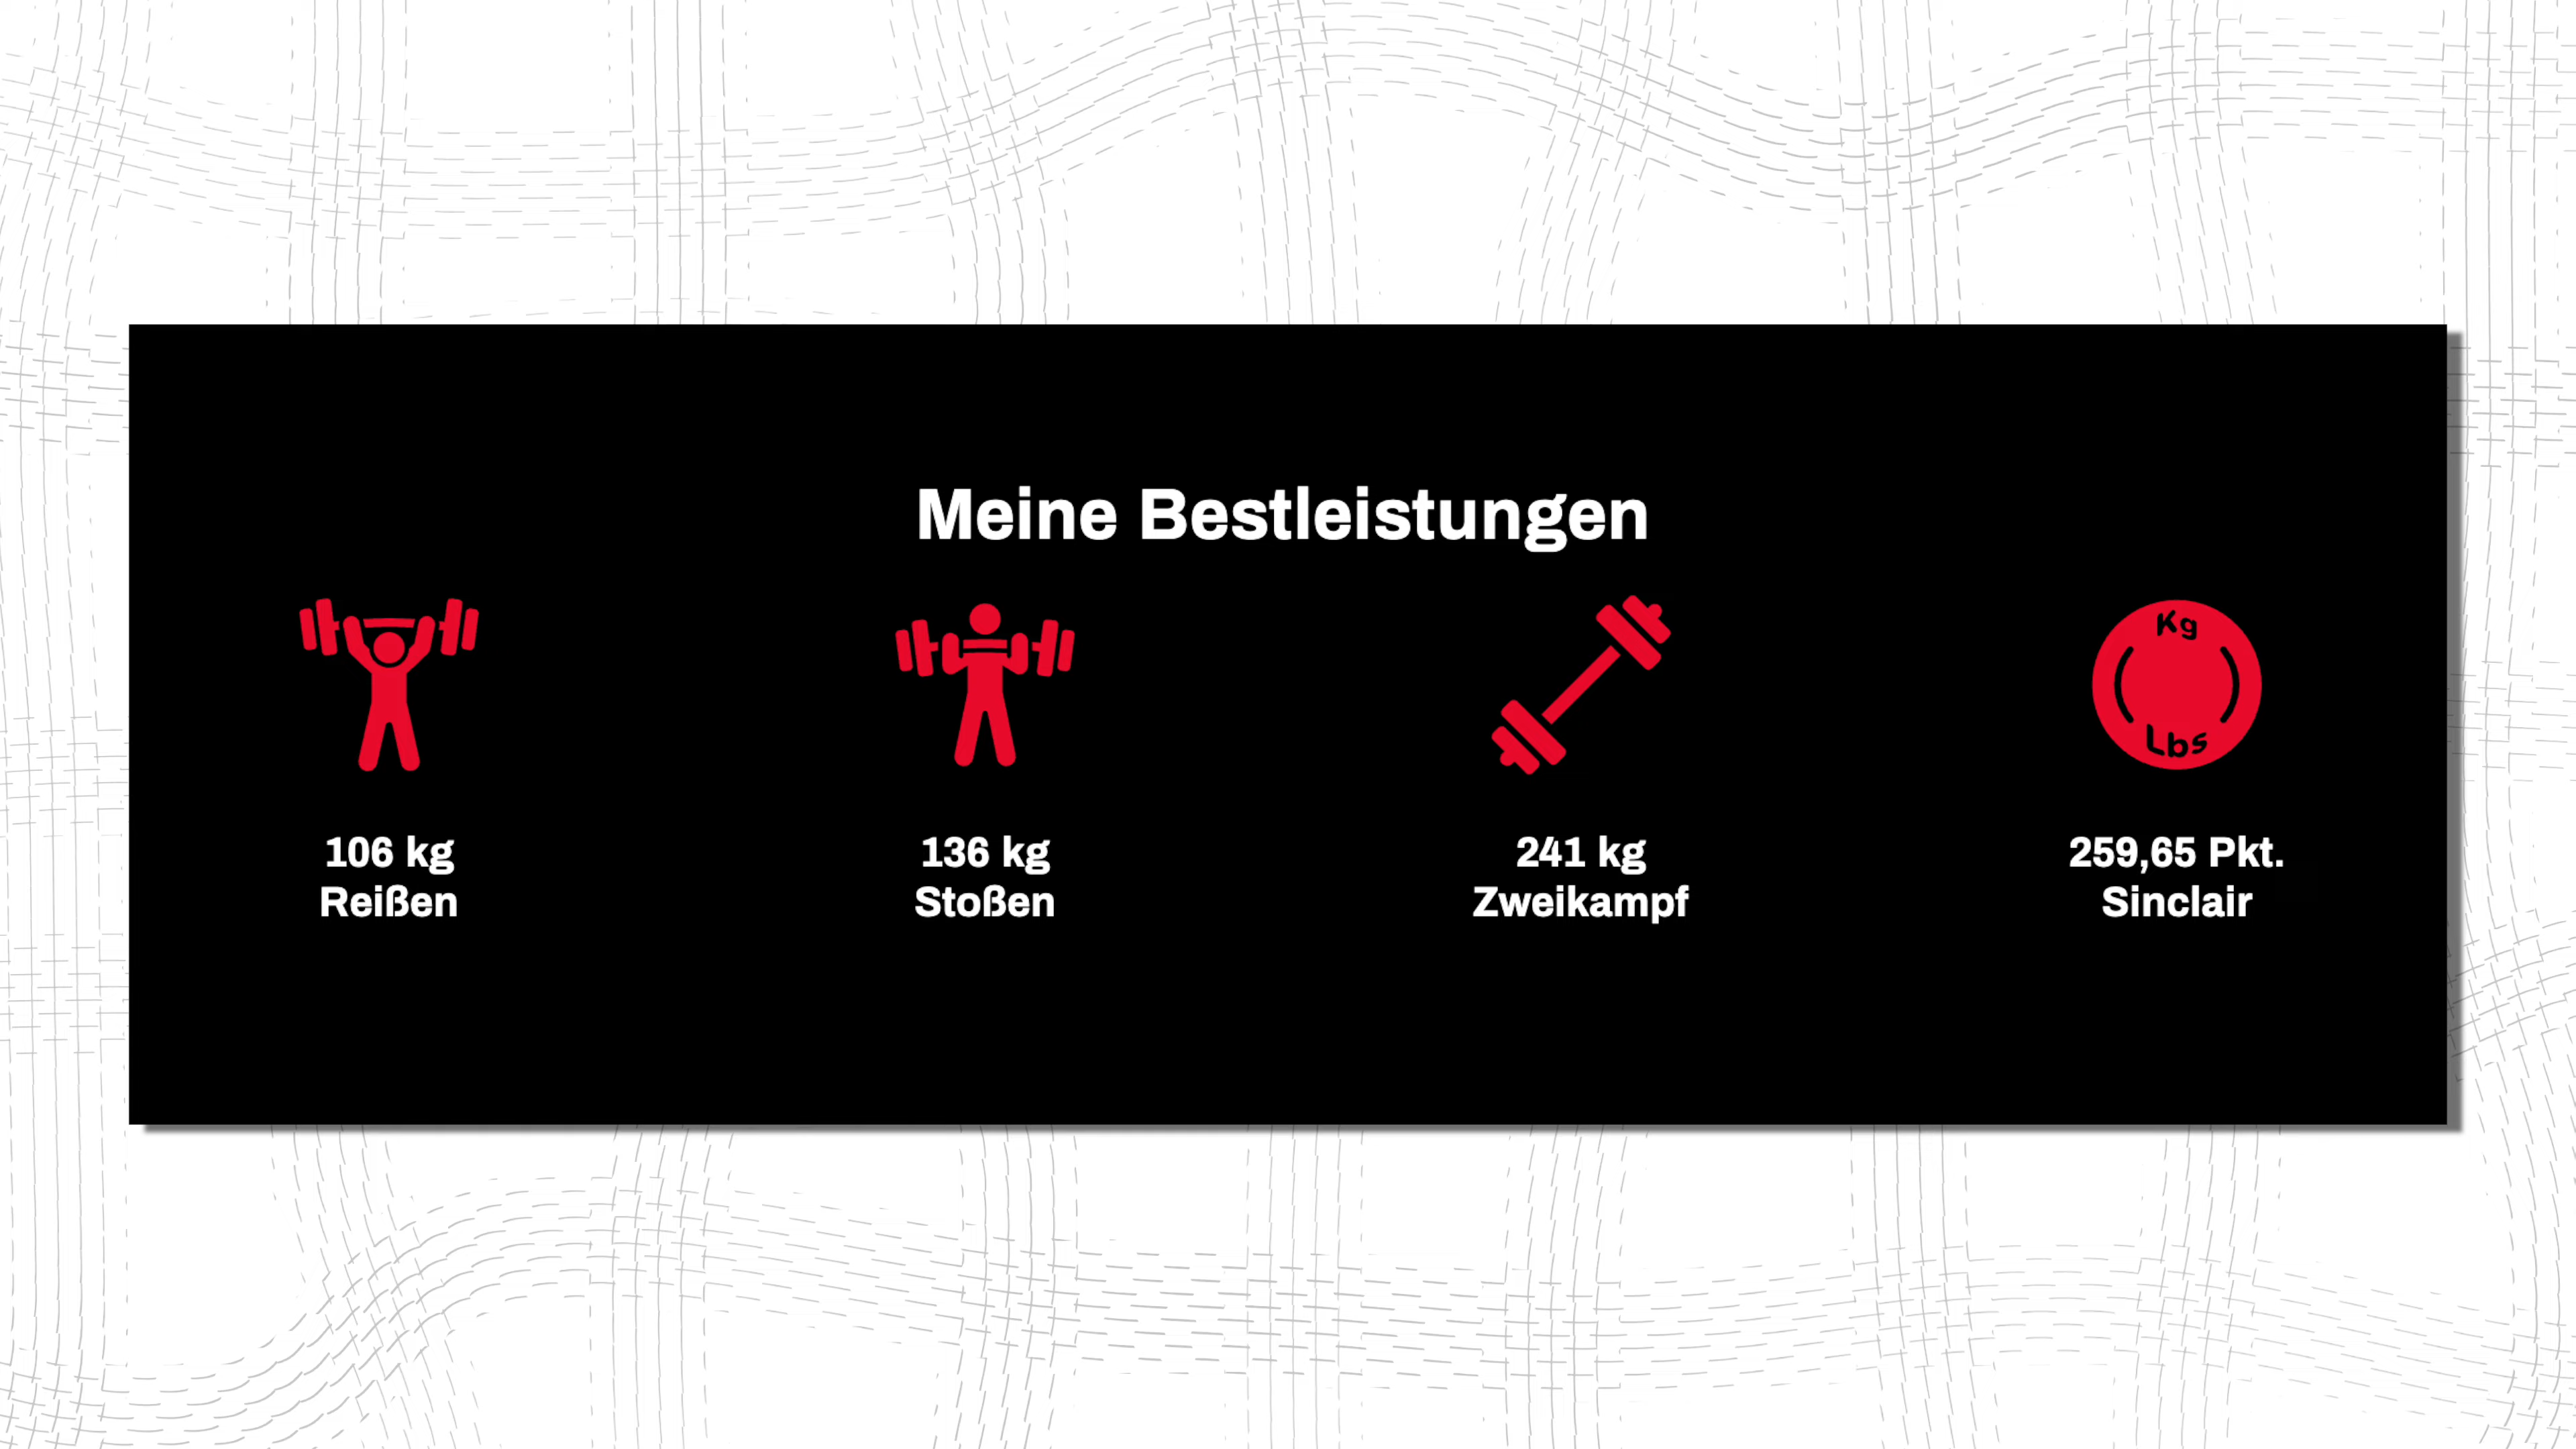 Meine Bestleistungen
Kg
Lbs
106 kg
Reißen
136 kg
Stoßen
241 kg
Zweikampf
259,65 Pkt.
Sinclair